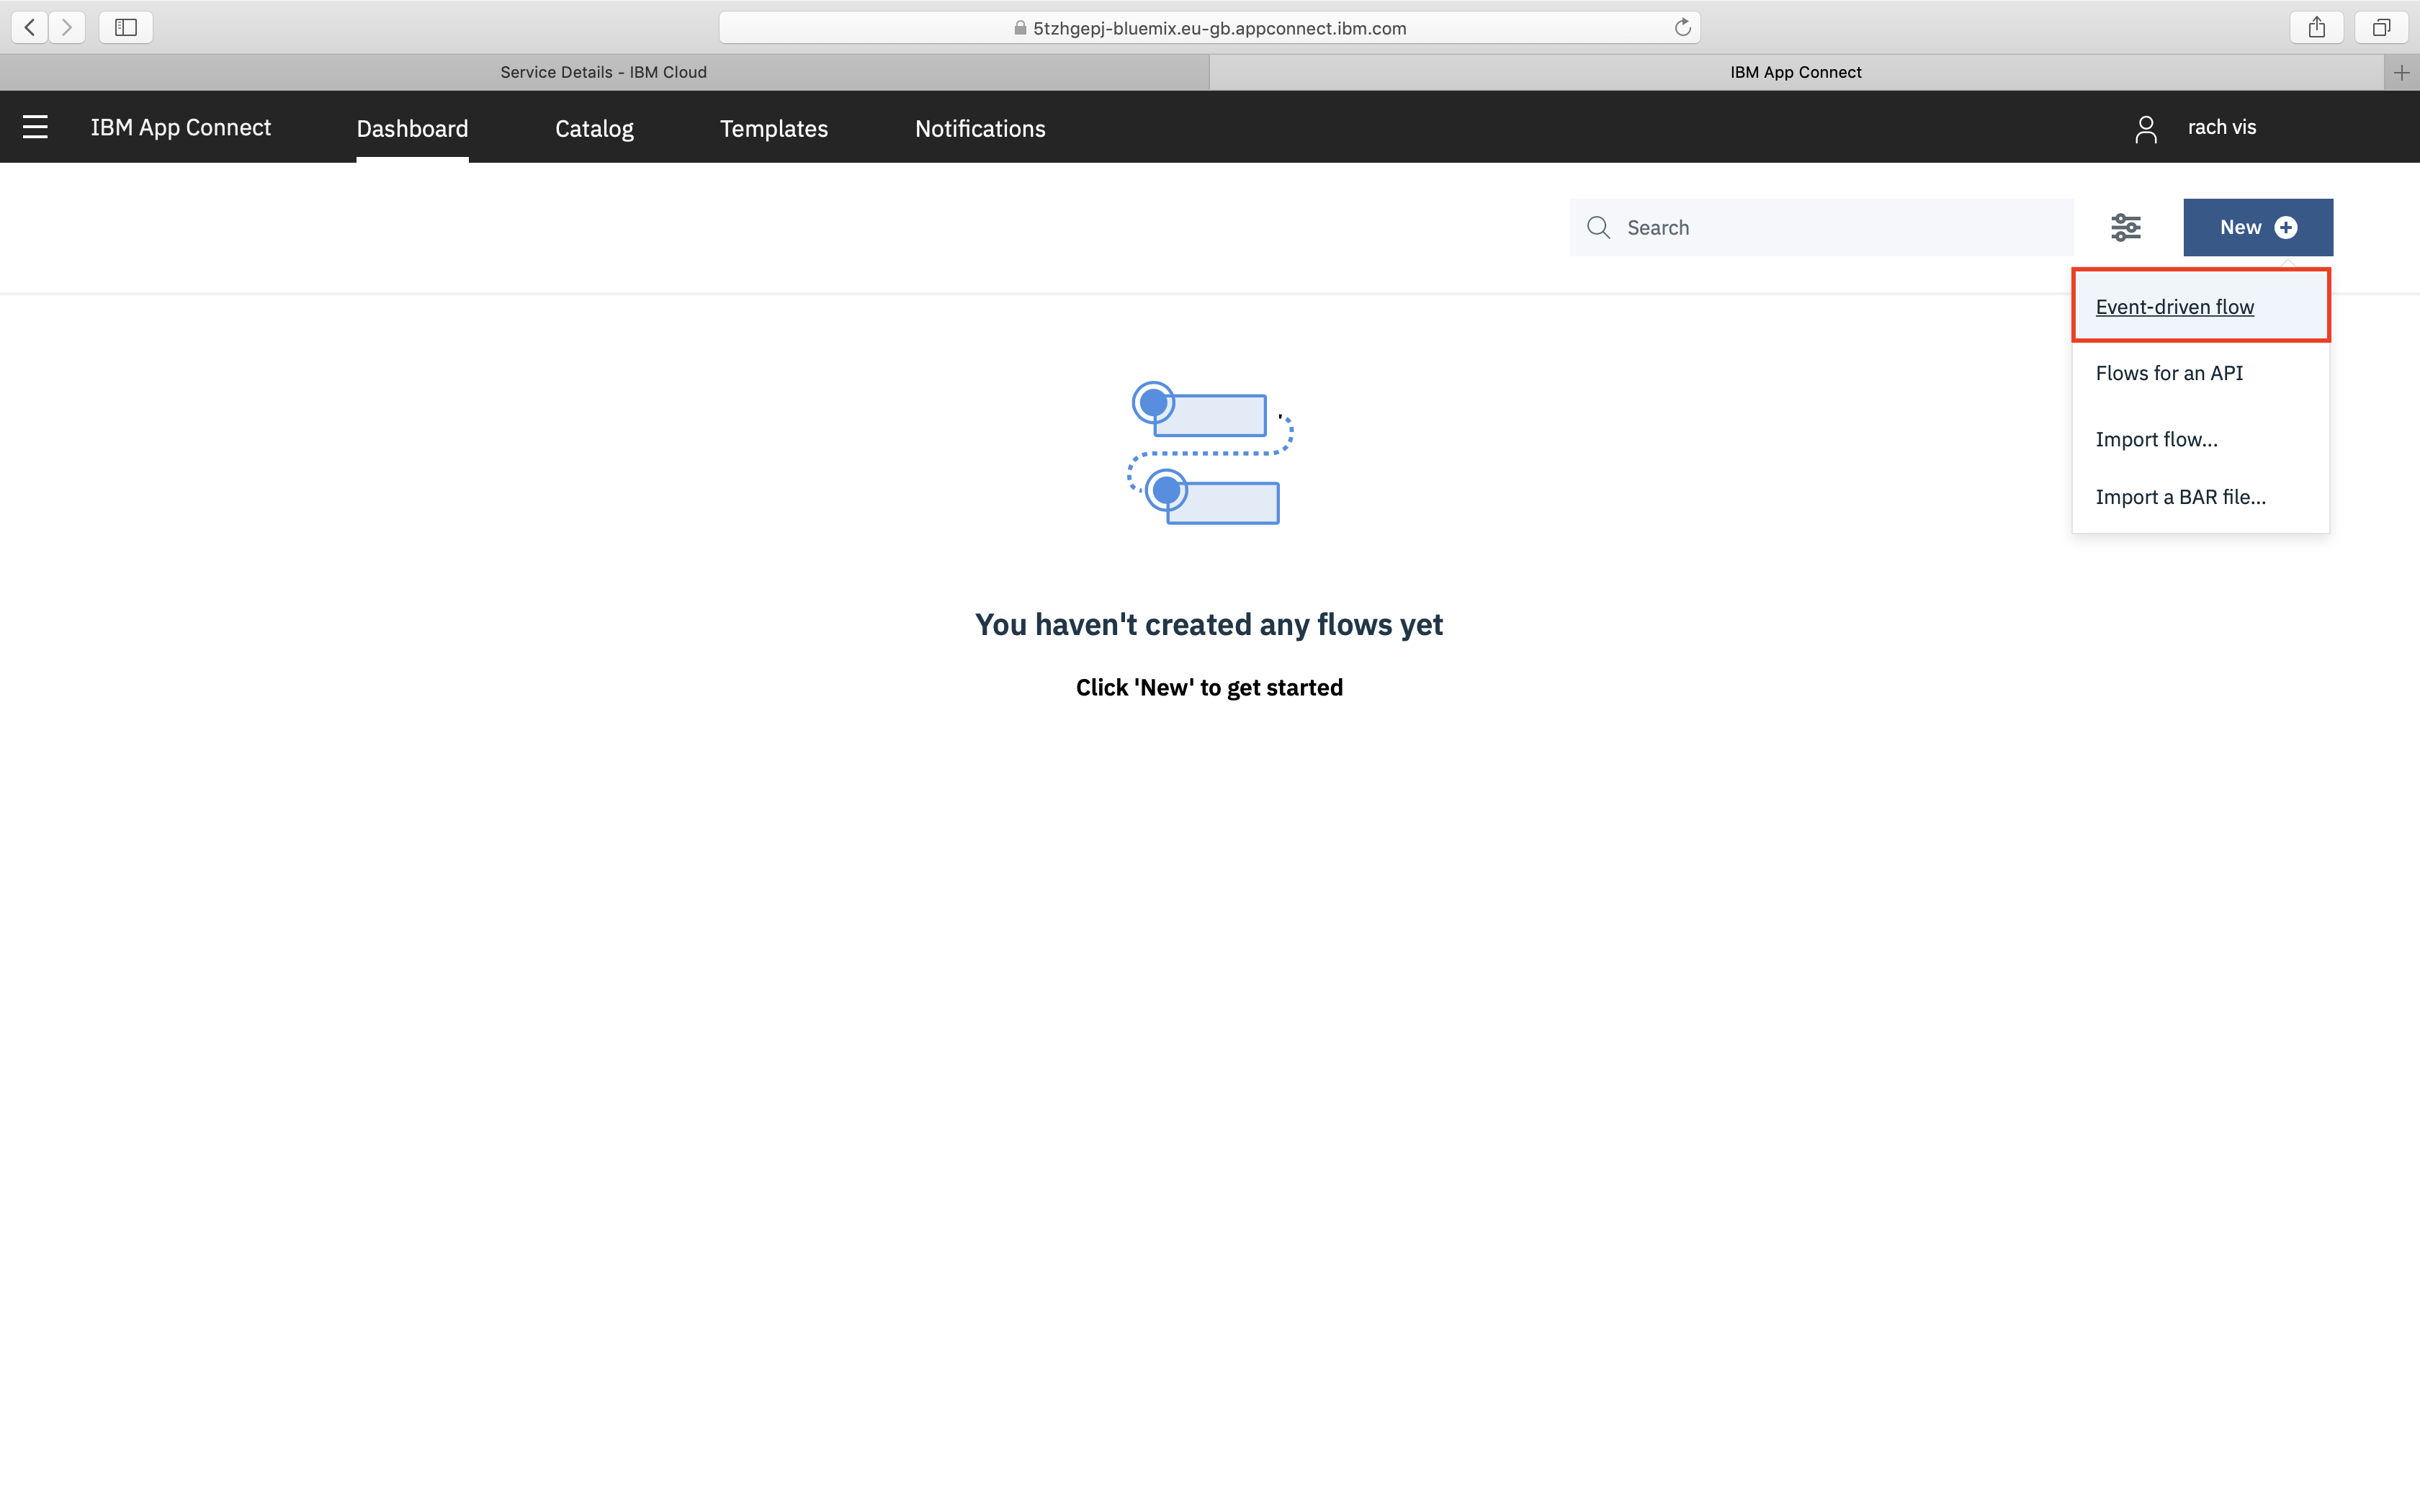 5tzhgepj-bluemix.eu-gb.appconnect.ibm.com
Service Details - IBM Cloud
IBM App Connect
IBM App Connect
Dashboard
Catalog
Templates
Notifications
rach vis
Search
New
Event-driven flow
Flows for an API
Import flow...
Import a BAR file...
You haven't created any flows yet
Click 'New' to get started